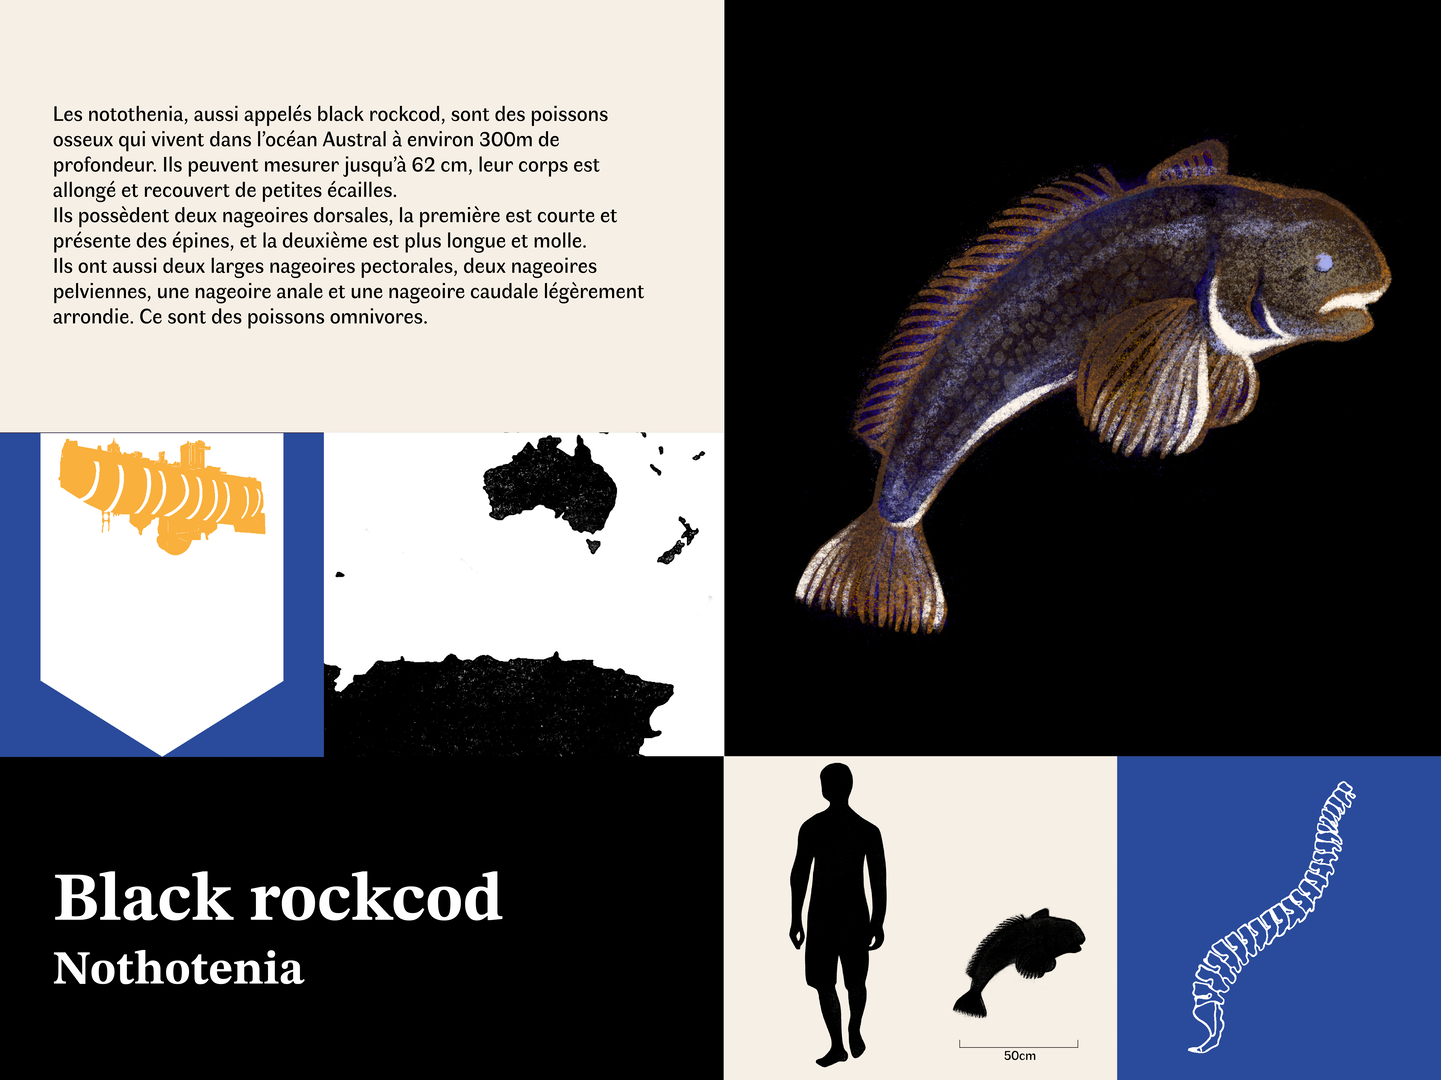 Les notothenia, aussi appelés black rockcod, sont des poissons
osseux qui vivent dans l’océan Austral à environ 300m de
profondeur. Ils peuvent mesurer jusqu’à 62 cm, leur corps est
allongé et recouvert de petites écailles.
Ils possèdent deux nageoires dorsales, la première est courte et
présente des épines, et la deuxième est plus longue et molle.
Ils ont aussi deux larges nageoires pectorales, deux nageoires
pelviennes, une nageoire anale et une nageoire caudale légèrement
arrondie. Ce sont des poissons omnivores.
Black rockcod
Nothotenia
50cm